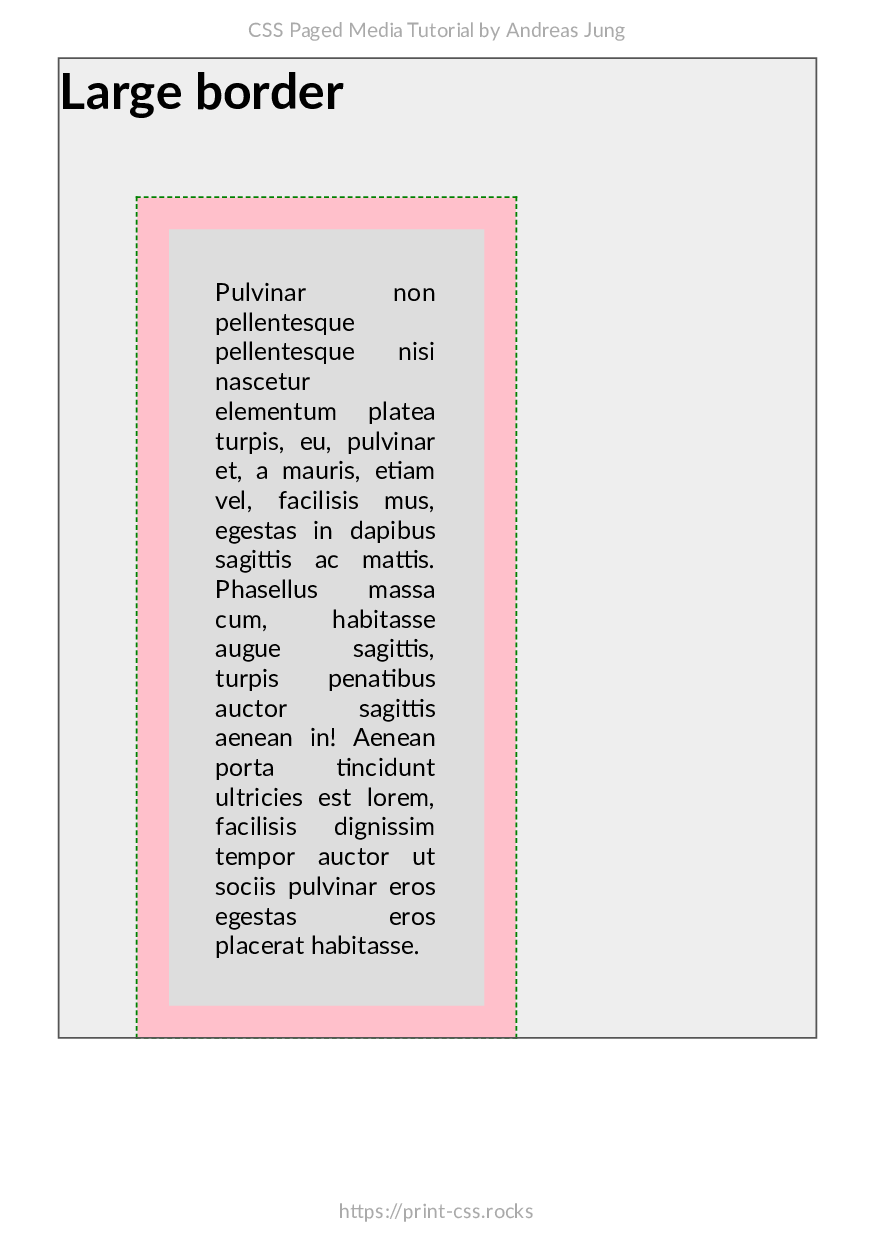 CSS Paged Media Tutorial by Andreas Jung
Large border
Pulvinar non
pellentesque
pellentesque nisi
nascetur
elementum platea
turpis, eu, pulvinar
et, a mauris, etiam
vel, facilisis mus,
egestas in dapibus
sagittis ac mattis.
Phasellus massa
cum, habitasse
augue sagittis,
turpis penatibus
auctor sagittis
aenean in! Aenean
porta tincidunt
ultricies est lorem,
facilisis dignissim
tempor auctor ut
sociis pulvinar eros
egestas eros
placerat habitasse.
https://print-css.rocks